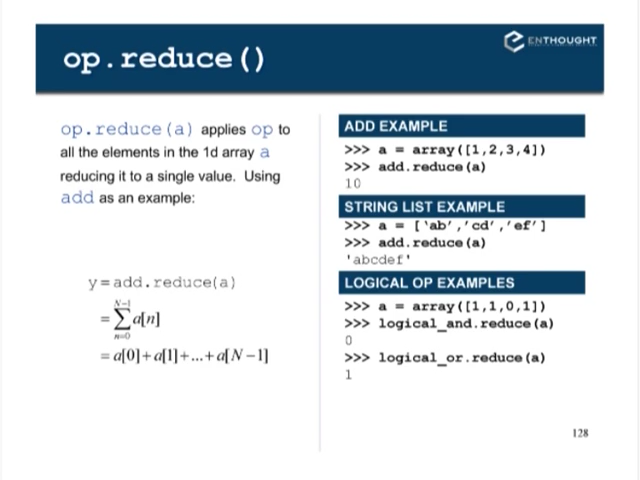 op.reduce()
ENTHOUGHT
op.reduce(a) applies op to
all the elements in the 1d array a
reducing it to a single value. Using
add as an example:
y=add.reduce(a)
N−1
= ∑ a[n]
n=0
= a[0]+a[1]+...+a[N−1]
ADD EXAMPLE
>>> a = array([1,2,3,4])
>>> add.reduce(a)
10
STRING LIST EXAMPLE
>>> a = ['ab','cd','ef']
>>> add.reduce(a)
'abcdef'
LOGICAL OP EXAMPLES
>>> a = array([1,1,0,1])
>>> logical_and.reduce(a)
0
>>> logical_or.reduce(a)
1
128